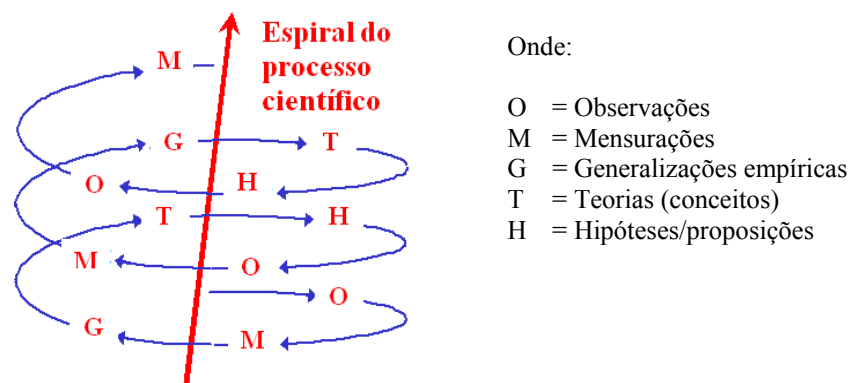 Espiral do
processo
científico
M
G
T
O
H
T
H
M
O
O
G
M
Onde:
O = Observações
M = Mensurações
G = Generalizações empíricas
T = Teorias (conceitos)
H = Hipóteses/proposições